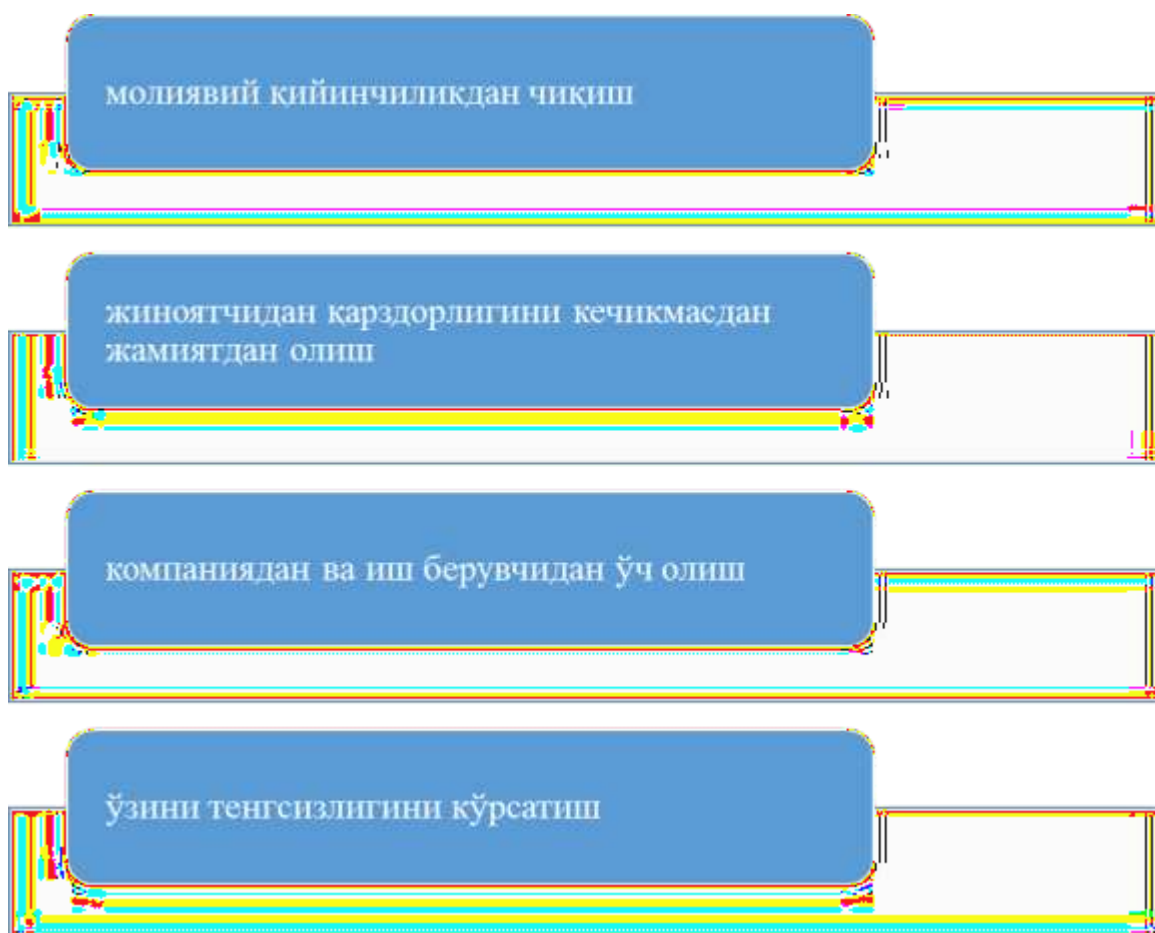 молиявий қийинчиликдан чиқиш
жиноятчидан қарздорлигини кечикмасдан
жамиятдан олиш
компаниядан ва иш берувчидан ўч олиш
ўзини тенгсизлигини кўрсатиш